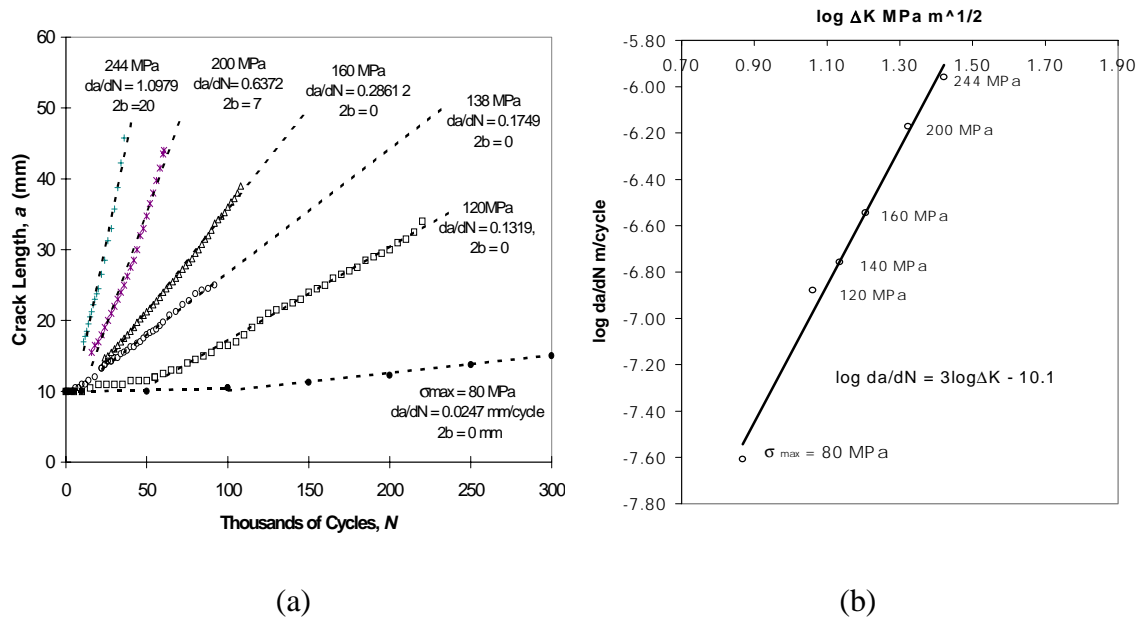 60
50
40
30
20
10
0
Crack Length, a (mm)
244 MPa
da/dN= 1.0979
2b =20
200 MPa
da/dN= 0.6372
2b = 7
160 MPa
da/dN= 0.2861 2
2b = 0
138 MPa
da/dN= 0.1749
2b = 0
120MPa
da/dN= 0.1319,
2b = 0
σmax = 80 MPa
da/dN = 0.0247 mm/cycle
2b = 0 mm
0 50 100 150 200 250 300
Thousands of Cycles, N
(a)
log ΔK MPa m^1/2
-5.80
0.70 0.90 1.10 1.30 1.50 1.70 1.90
-6.00
-6.20
-6.40
-6.60
-6.80
-7.00
-7.20
-7.40
-7.60
-7.80
log da/dN m/cycle
244 MPa
200 MPa
160 MPa
140 MPa
120 MPa
log da/dN = 3logΔK - 10.1
σ max = 80 MPa
(b)